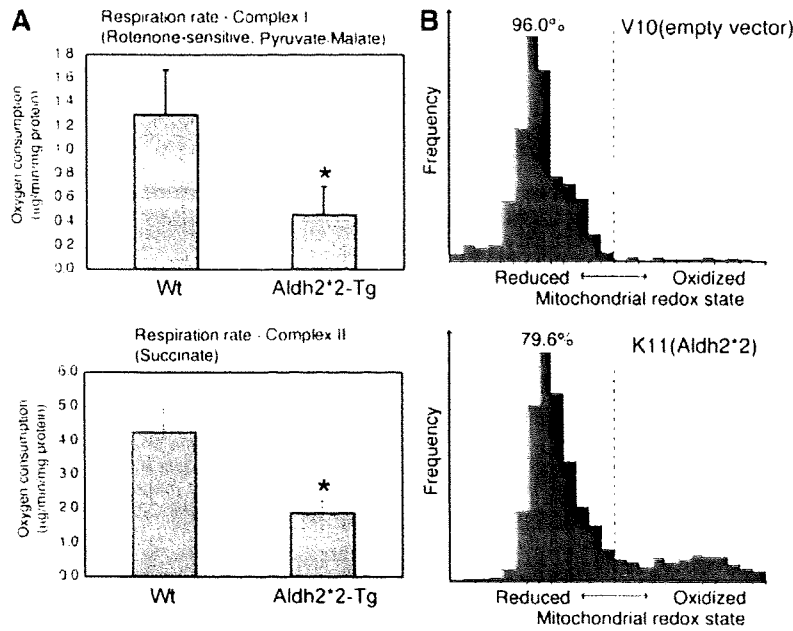 A
Respiration rate - Complex I
(Rotenone-sensitive, Pyruvate-Malate)
Oxygen consumption
(ng/min/mg protein)
1.8
1.6
1.4
1.2
1.0
0.8
0.6
0.4
0.2
0.0
*
Wt
Aldh2*2-Tg
Respiration rate - Complex II
(Succinate)
Oxygen consumption
(ng/min/mg protein)
6.0
5.0
4.0
3.0
2.0
1.0
0.0
*
Wt
Aldh2*2-Tg
B
96.0%
V10(empty vector)
Frequency
Reduced
Oxidized
Mitochondrial redox state
79.6%
K11(Aldh2*2)
Frequency
Reduced
Oxidized
Mitochondrial redox state